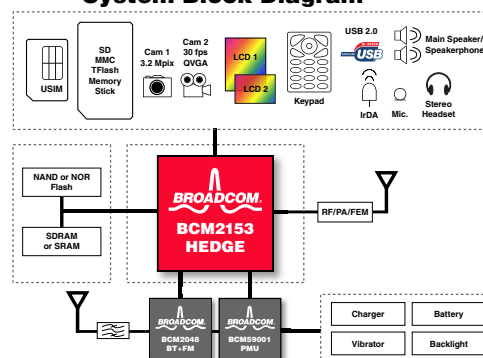 System Block Diagram
USIM
SD
MMC
TFlash
Memory
Stick
Cam 1
3.2 Mpix
Cam 2
30 fps
QVGA
LCD 1
LCD 2
Keypad
USB 2.0
USB
IrDA
Main Speaker/
Speakerphone
Mic.
Stereo
Headset
NAND or NOR
Flash
SDRAM
or SRAM
BROADCOM.
BCM2153
HEDGE
RF/PA/FEM
BROADCOM.
BCM2048
BT+FM
BROADCOM.
BCM59001
PMU
Charger
Battery
Vibrator
Backlight